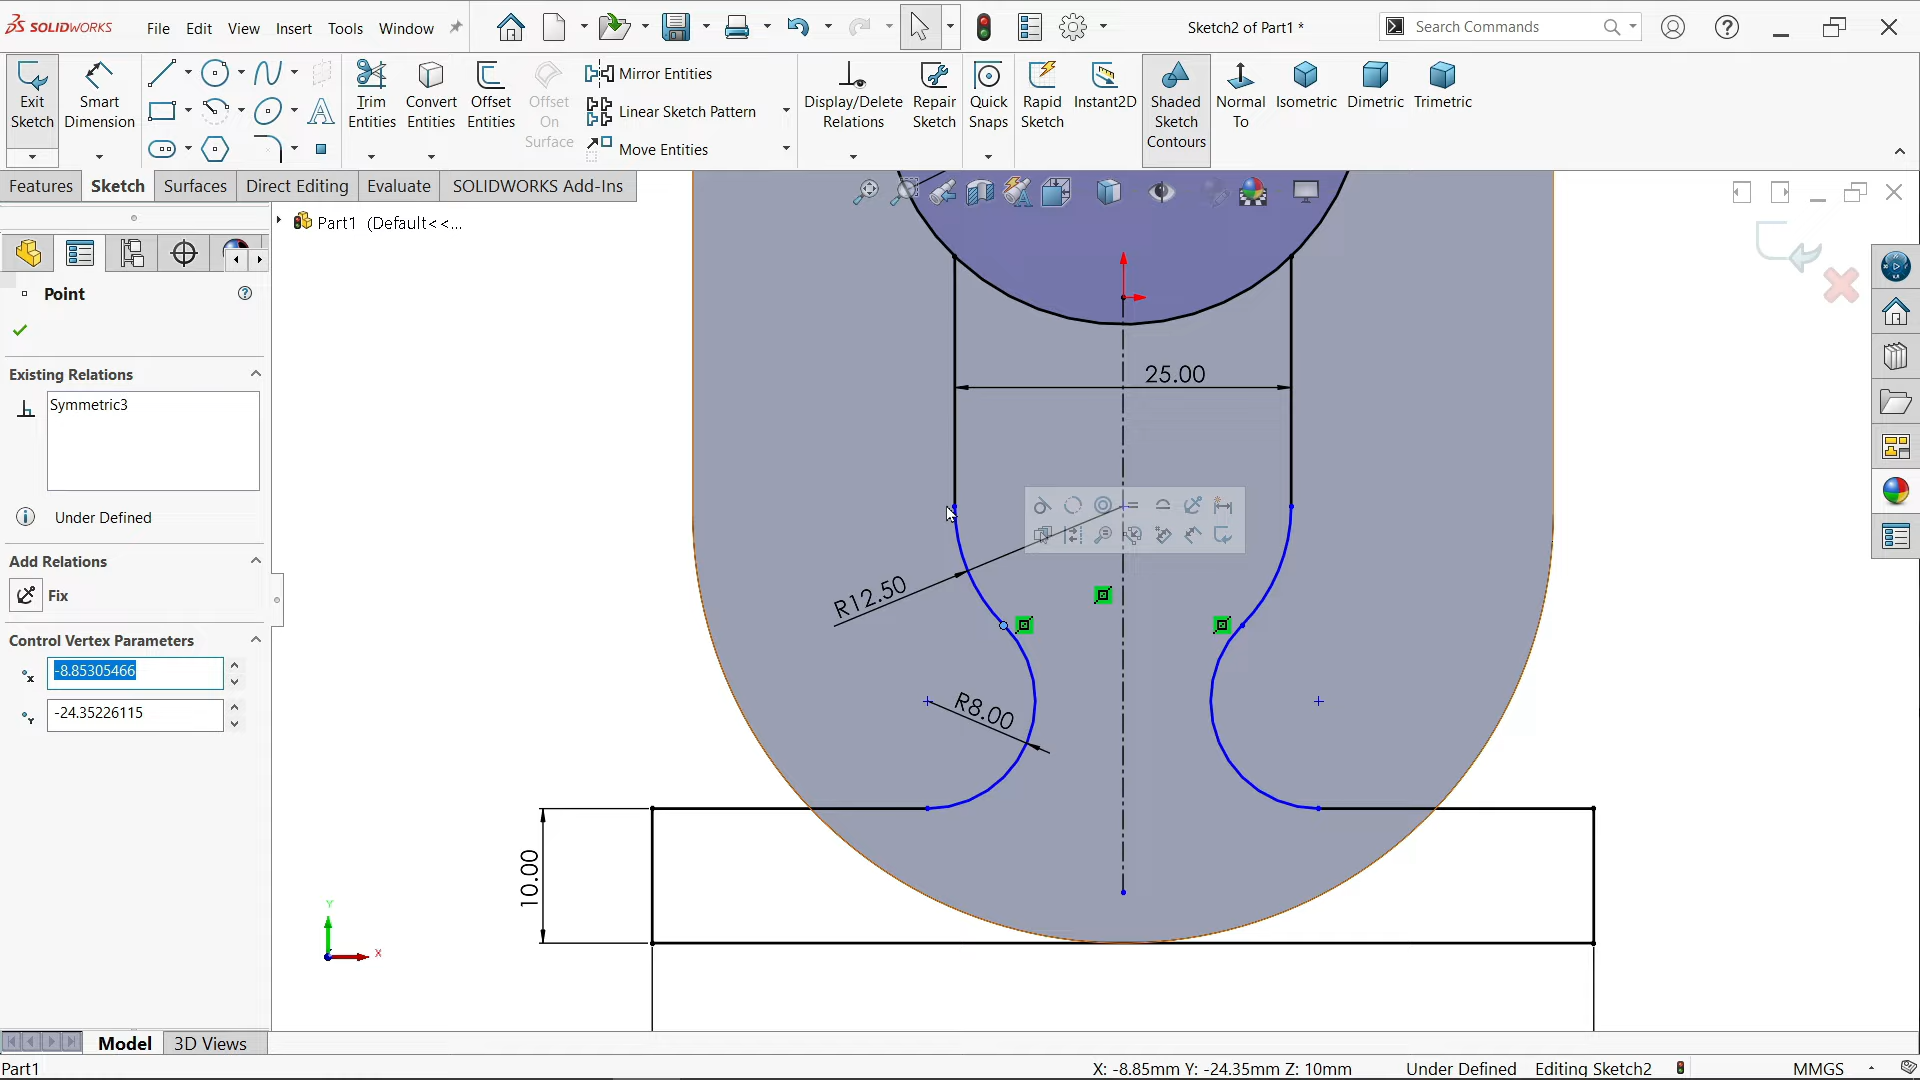 SOLIDWORKS
File Edit View Insert Tools Window
Sketch2 of Part1 *
Search Commands
Exit Sketch
Smart Dimension
Trim Entities
Convert Entities
Offset Entities
Offset On Surface
Mirror Entities
Linear Sketch Pattern
Move Entities
Display/Delete Relations
Repair Sketch
Quick Snaps
Rapid Sketch
Instant2D
Shaded Sketch Contours
Normal To
Isometric
Dimetric
Trimetric
Features Sketch Surfaces Direct Editing Evaluate SOLIDWORKS Add-Ins
Part1 (Default<<...
Point
Existing Relations
Symmetric3
Under Defined
Add Relations
Fix
Control Vertex Parameters
x -8.85305466
Y -24.35226115
25.00
R12.50
R8.00
10.00
Y
X
Model 3D Views
Part1
X: -8.85mm Y: -24.35mm Z: 10mm Under Defined Editing Sketch2 MMGS